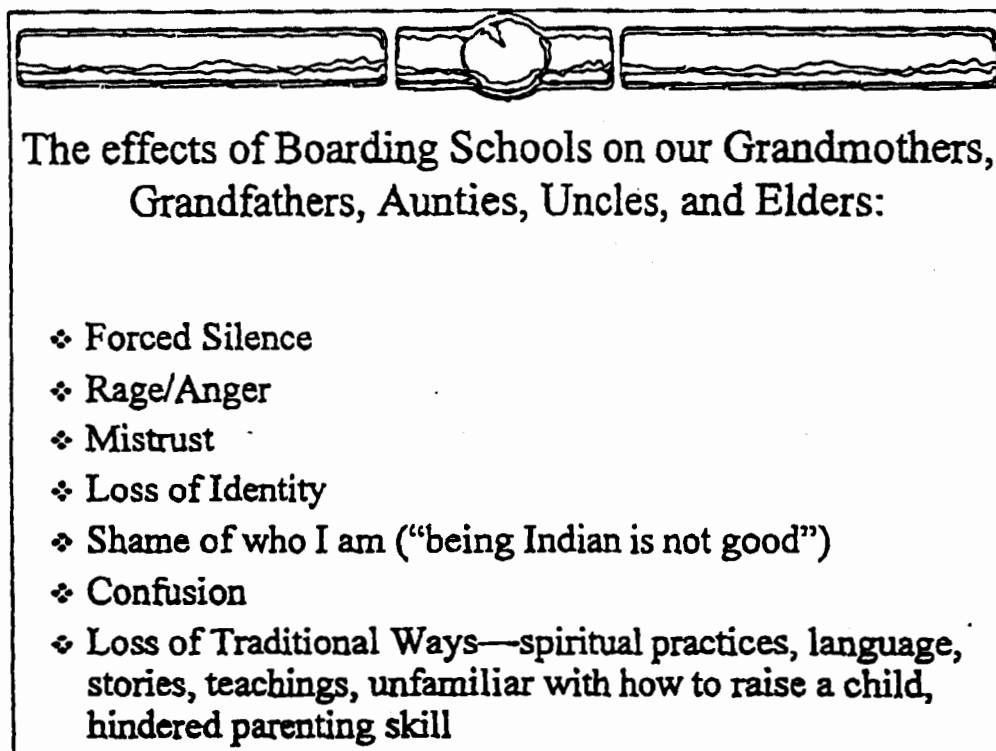 The effects of Boarding Schools on our Grandmothers,
Grandfathers, Aunties, Uncles, and Elders:
❖ Forced Silence
❖ Rage/Anger
❖ Mistrust
❖ Loss of Identity
❖ Shame of who I am (“being Indian is not good”)
❖ Confusion
❖ Loss of Traditional Ways—spiritual practices, language,
stories, teachings, unfamiliar with how to raise a child,
hindered parenting skill